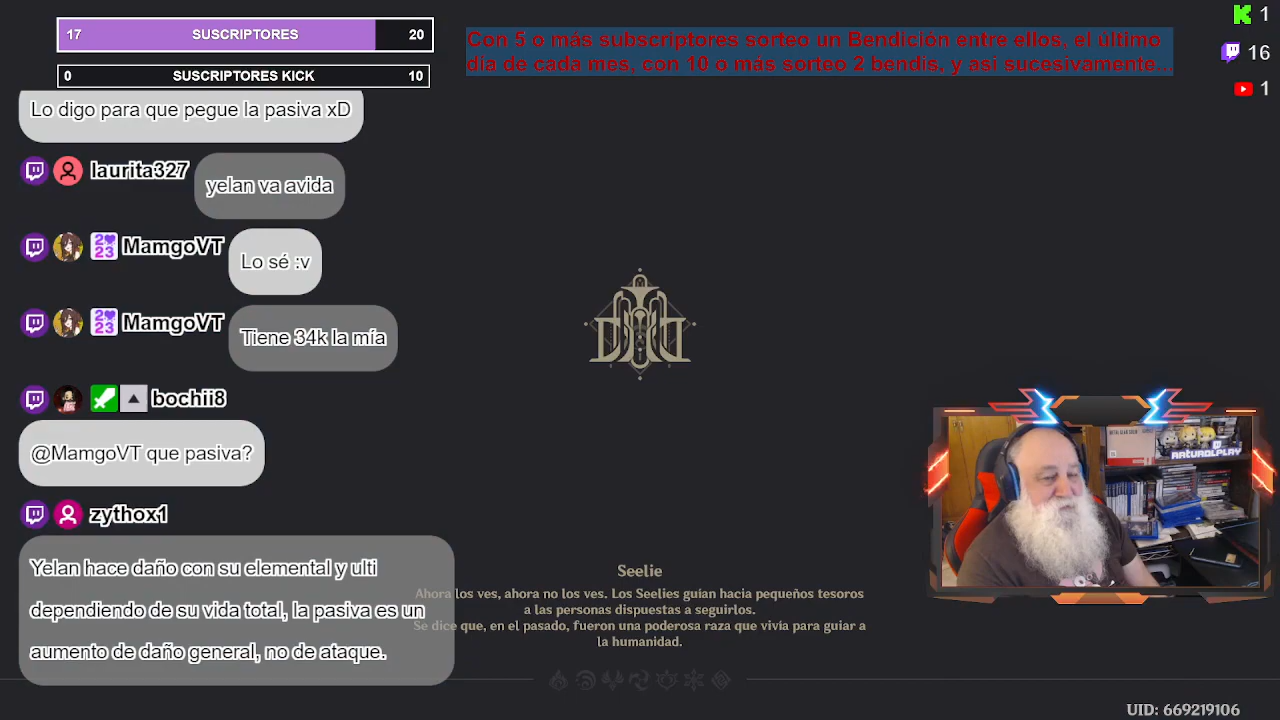 17 SUSCRIPTORES 20
0 SUSCRIPTORES KICK 10
Con 5 o más subscriptores sorteo un Bendición entre ellos, el último
día de cada mes, con 10 o más sorteo 2 bendis, y asi sucesivamente...
1
16
1
Lo digo para que pegue la pasiva xD
laurita327
yelan va avida
2023 MamgoVT
Lo sé :v
2023 MamgoVT
Tiene 34k la mía
bochii8
@MamgoVT que pasiva?
zythox1
Yelan hace daño con su elemental y ulti
dependiendo de su vida total, la pasiva es un
aumento de daño general, no de ataque.
Seelie
Ahora los ves, ahora no los ves. Los Seelies guían hacia pequeños tesoros
a las personas dispuestas a seguirlos.
Se dice que, en el pasado, fueron una poderosa raza que vivía para guiar a
la humanidad.
ARTUROLPLAY
UID: 669219106